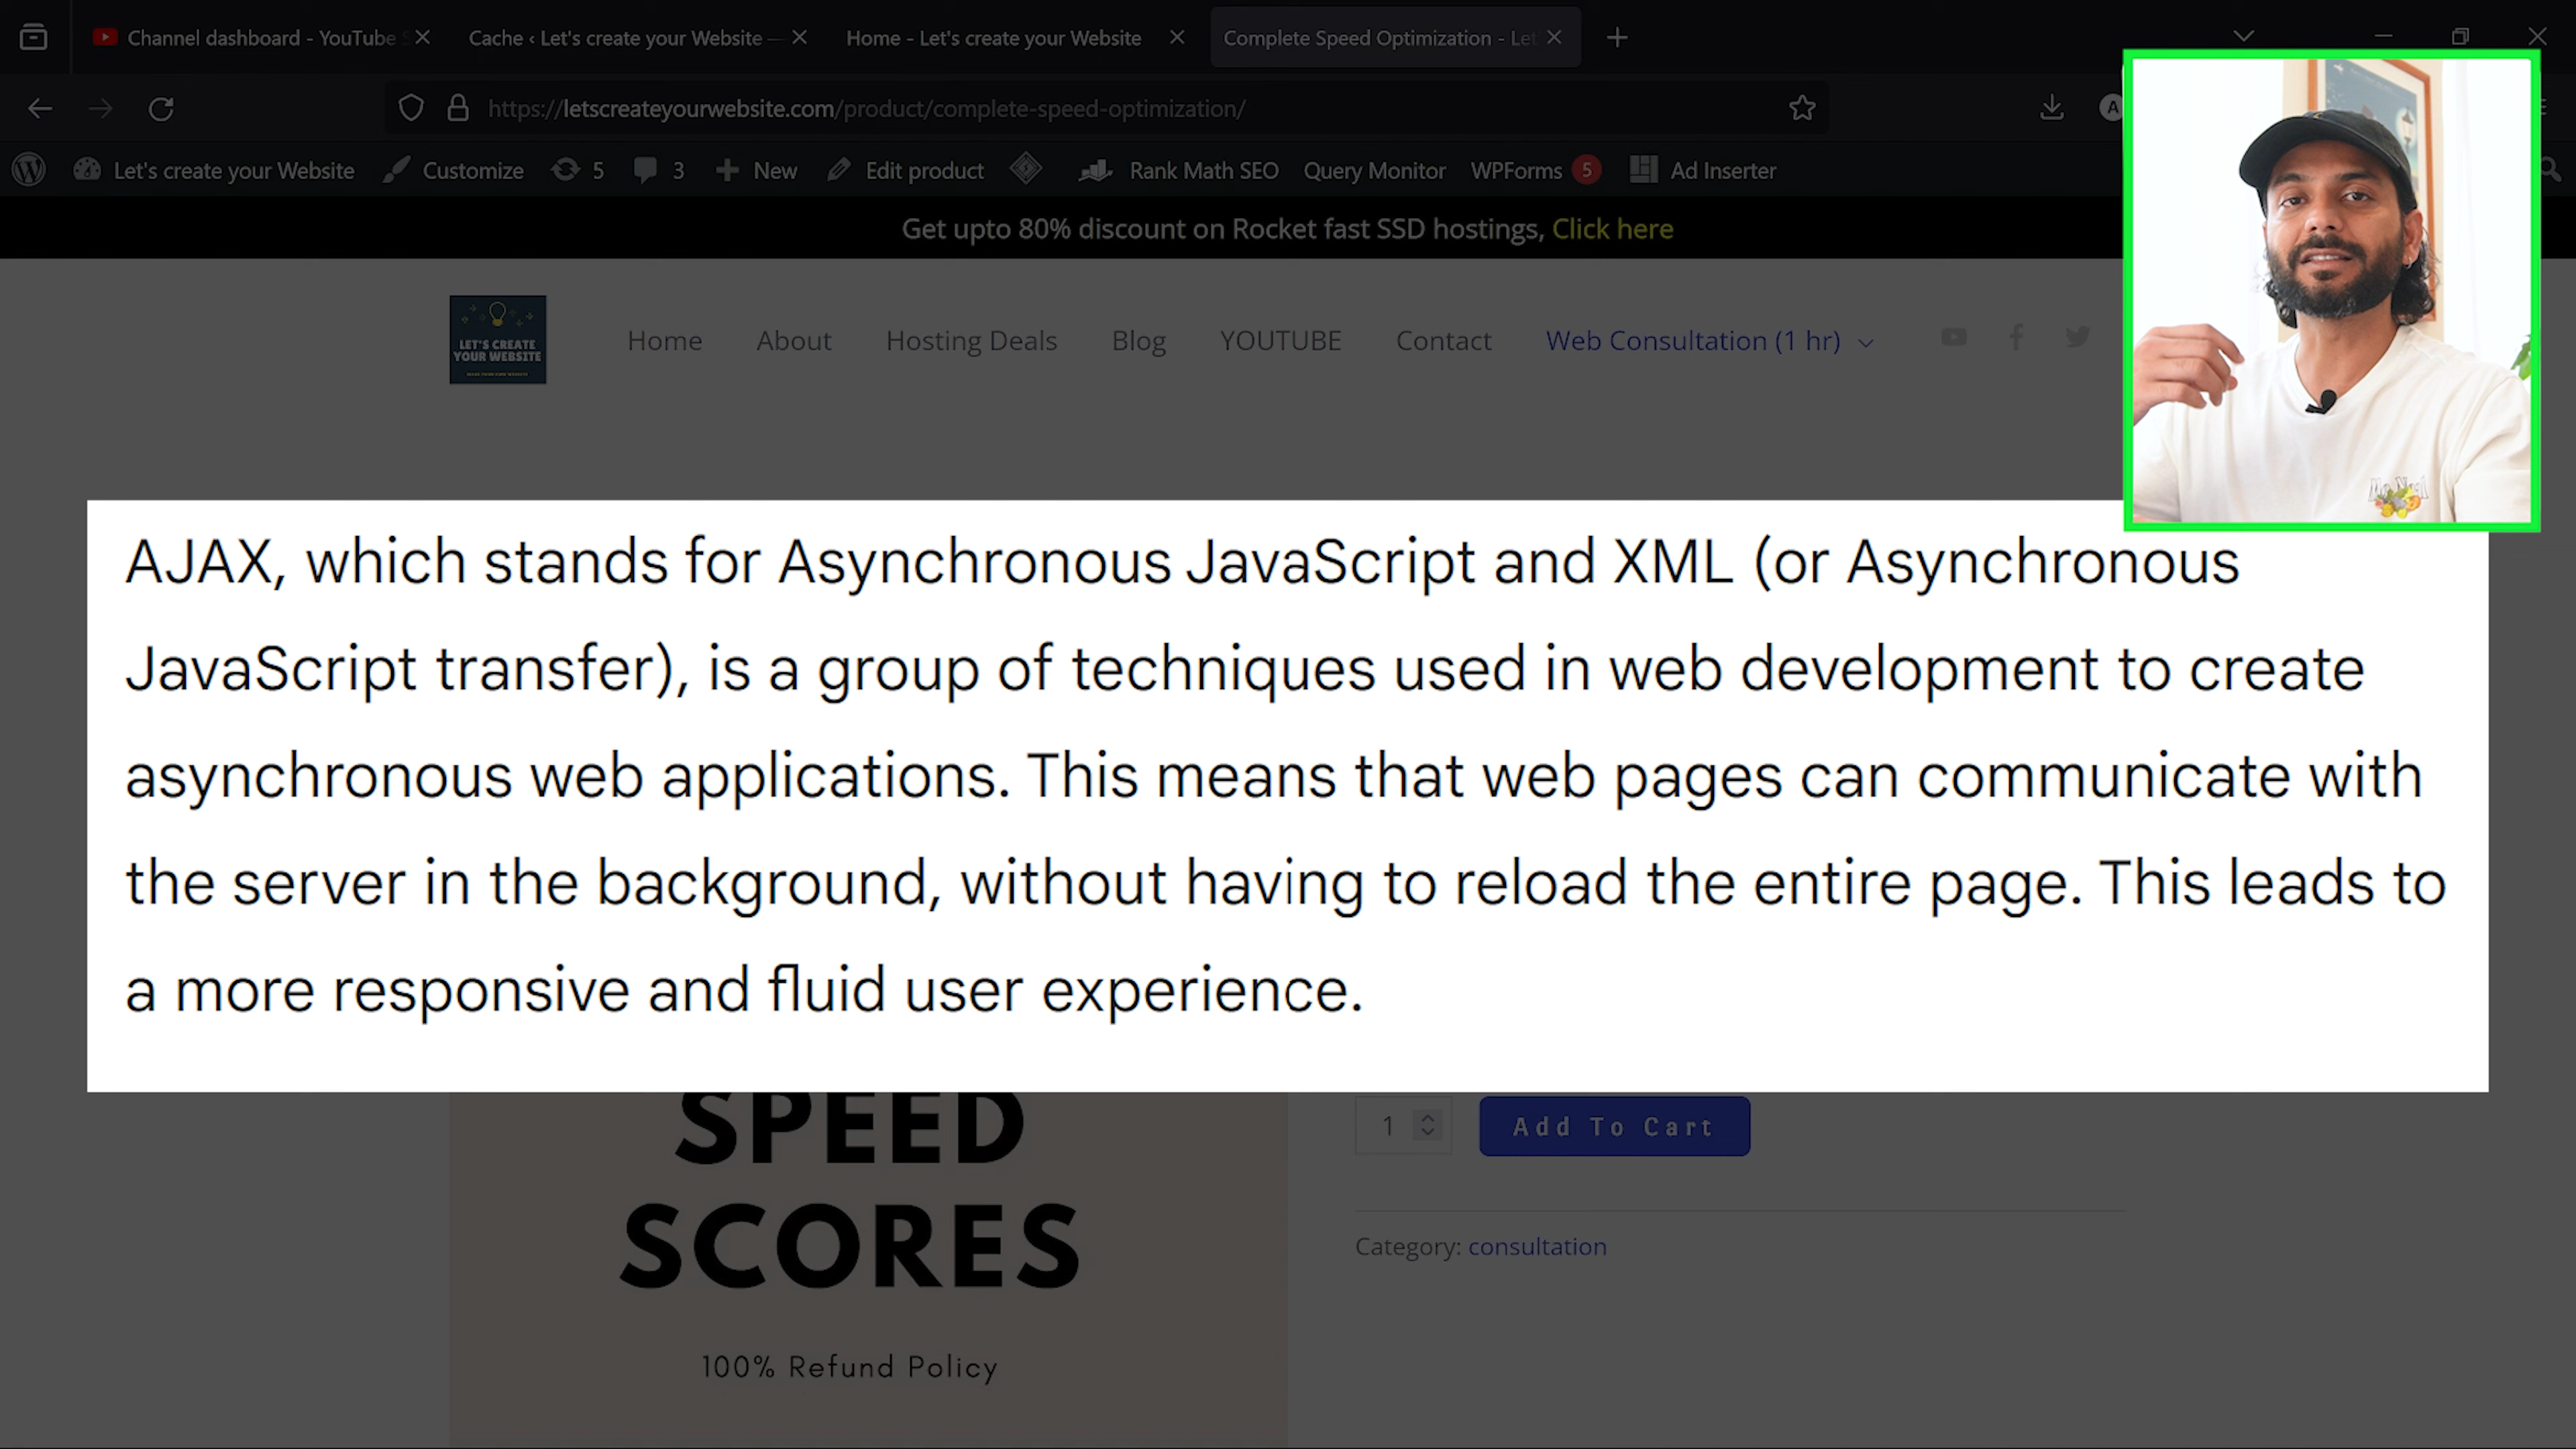 Channel dashboard - YouTube S
Cache ‹ Let's create your Website —
Home - Let's create your Website
Complete Speed Optimization - Let
https://letscreateyourwebsite.com/product/complete-speed-optimization/
A
Let's create your Website
Customize
5
3
New
Edit product
Rank Math SEO
Query Monitor
WPForms 5
Ad Inserter
Get upto 80% discount on Rocket fast SSD hostings, Click here
LET'S CREATE
YOUR WEBSITE
Home
About
Hosting Deals
Blog
YOUTUBE
Contact
Web Consultation (1 hr)
AJAX, which stands for Asynchronous JavaScript and XML (or Asynchronous
JavaScript transfer), is a group of techniques used in web development to create
asynchronous web applications. This means that web pages can communicate with
the server in the background, without having to reload the entire page. This leads to
a more responsive and fluid user experience.
SPEED
SCORES
100% Refund Policy
1
Add To Cart
Category: consultation